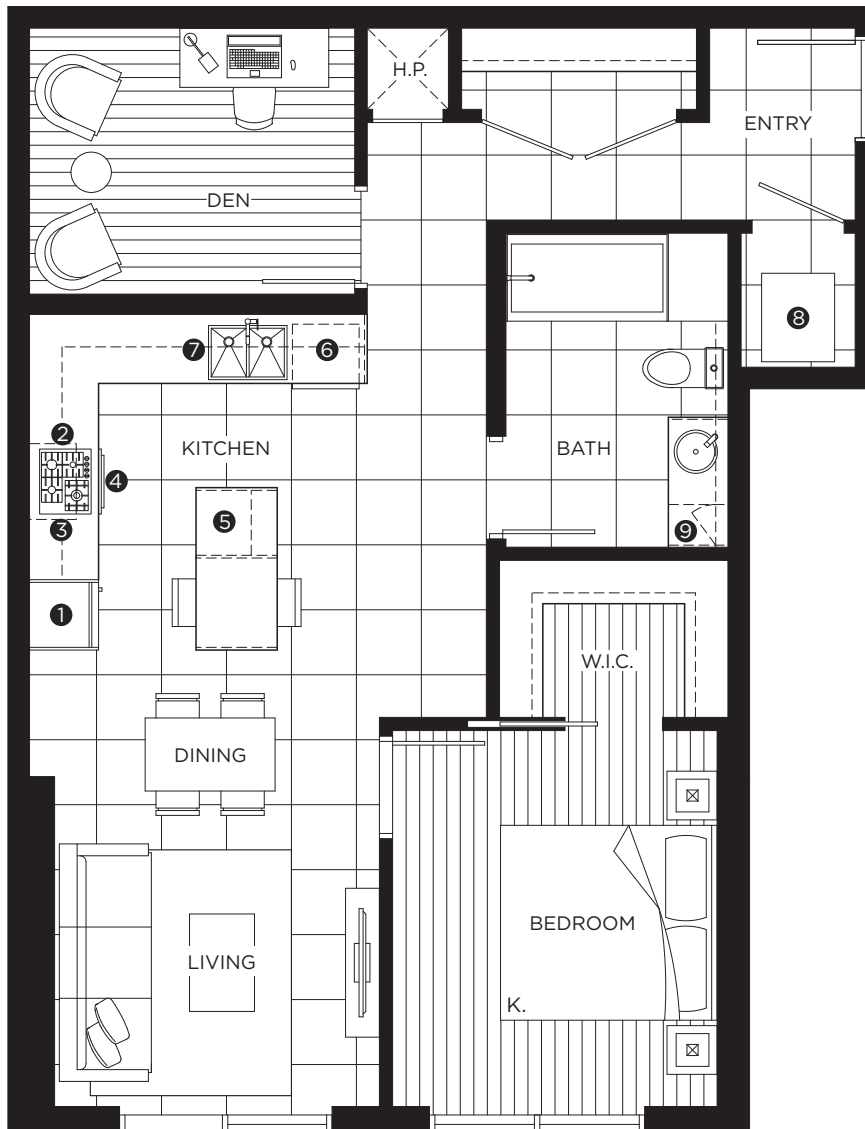 H.P.
ENTRY
DEN
8
7
6
2
KITCHEN
BATH
4
5
3
9
1
W.I.C.
DINING
BEDROOM
LIVING
K.